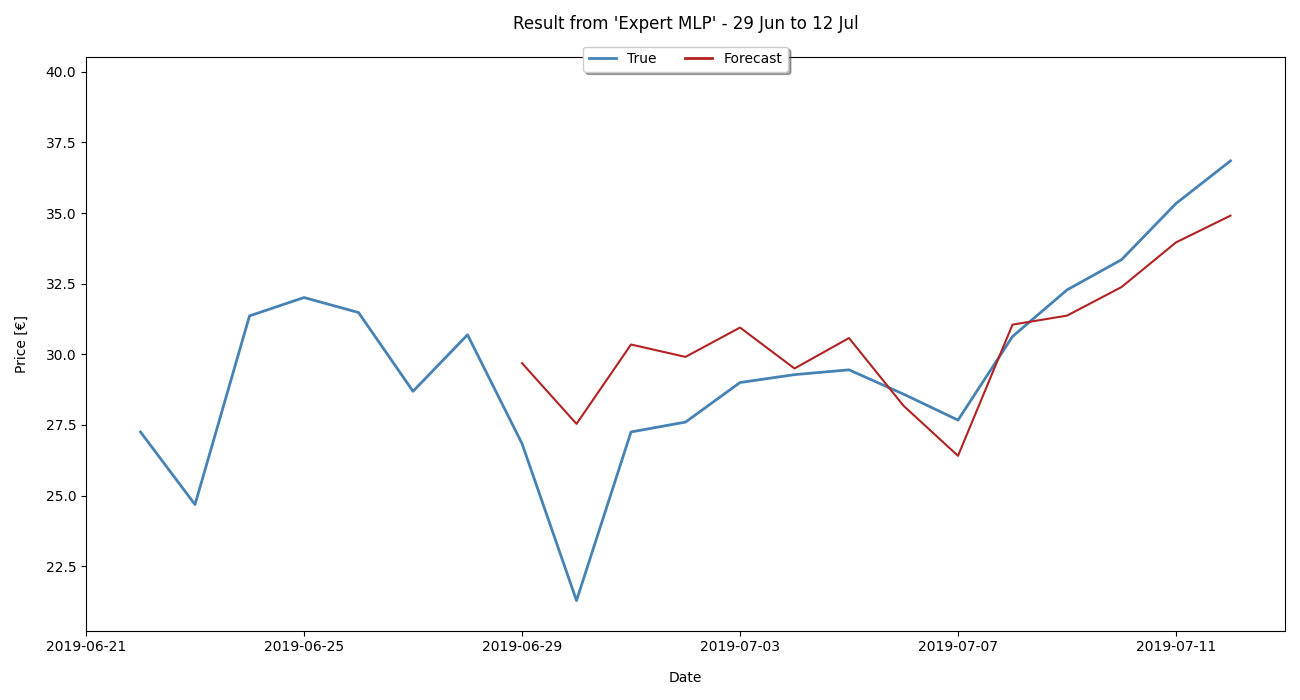 Result from 'Expert MLP' - 29 Jun to 12 Jul
True Forecast
40.0
37.5
35.0
32.5
30.0
27.5
25.0
22.5
Price [€]
2019-06-21 2019-06-25 2019-06-29 2019-07-03 2019-07-07 2019-07-11
Date